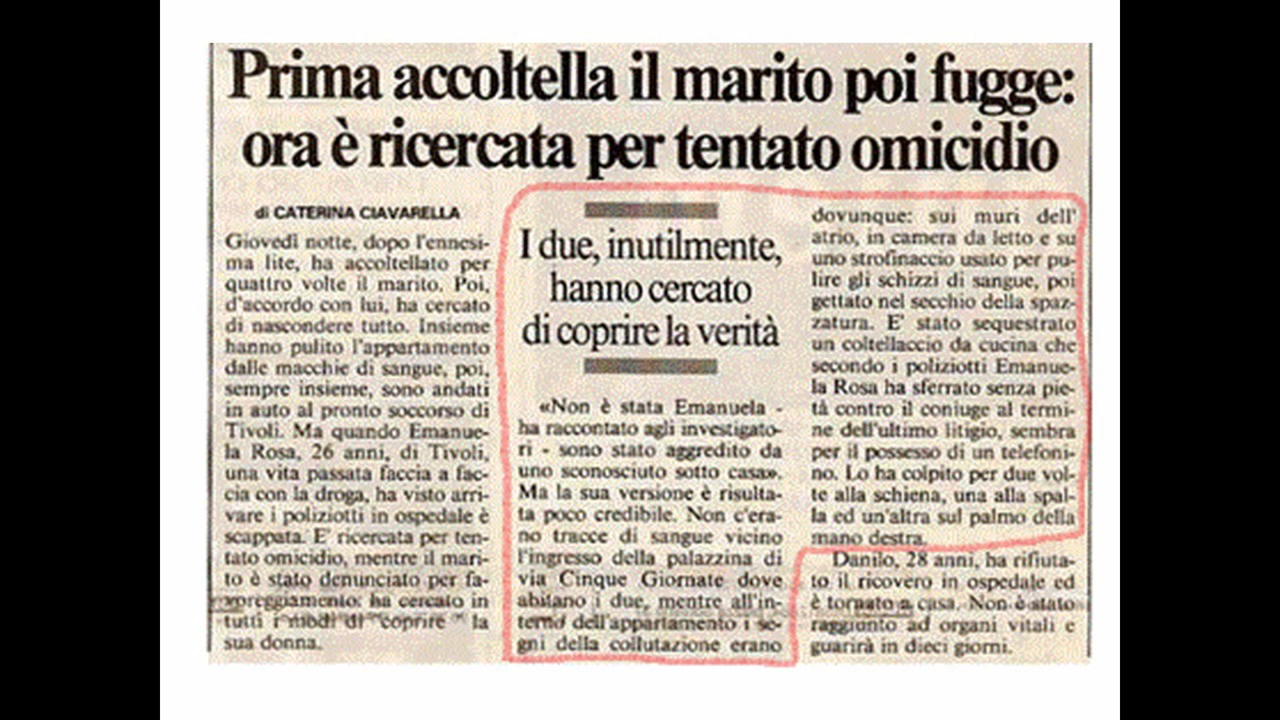 Prima accoltella il marito poi fugge:
ora è ricercata per tentato omicidio
di CATERINA CIAVARELLA
Giovedì notte, dopo l'ennesi-
ma lite, ha accoltellato per
quattro volte il marito. Poi,
d'accordo con lui, ha cercato
di nascondere tutto. Insieme
hanno pulito l'appartamento
dalle macchie di sangue, poi,
sempre insieme, sono andati
in auto al pronto soccorso di
Tivoli. Ma quando Emanue-
la Rosa, 26 anni, di Tivoli,
una vita passata faccia a fac-
cia con la droga, ha visto arri-
vare i poliziotti in ospedale è
scappata. E' ricercata per ten-
tato omicidio, mentre il mari-
to è stato denunciato per fa-
voreggiamento: ha cercato in
tutti i modi di "coprire" la
sua donna.
I due, inutilmente,
hanno cercato
di coprire la verità
«Non è stata Emanuela -
ha raccontato agli investigato-
ri - sono stato aggredito da
uno sconosciuto sotto casa».
Ma la sua versione è risulta-
ta poco credibile. Non c'era-
no tracce di sangue vicino
l'ingresso della palazzina di
via Cinque Giornate dove
abitano i due, mentre all'in-
terno dell'appartamento i se-
gni della collutazione erano
dovunque: sui muri dell'
atrio, in camera da letto e su
uno strofinaccio usato per pu-
lire gli schizzi di sangue, poi
gettato nel secchio della spaz-
zatura. E' stato sequestrato
un coltellaccio da cucina che
secondo i poliziotti Emanue-
la Rosa ha sferrato senza pie-
tà contro il coniuge al termi-
ne dell'ultimo litigio, sembra
per il possesso di un telefoni-
no. Lo ha colpito per due vol-
te alla schiena, una alla spal-
la ed un'altra sul palmo della
mano destra.
Danilo, 28 anni, ha rifiuta-
to il ricovero in ospedale ed
è tornato a casa. Non è stato
raggiunto ad organi vitali e
guarirà in dieci giorni.